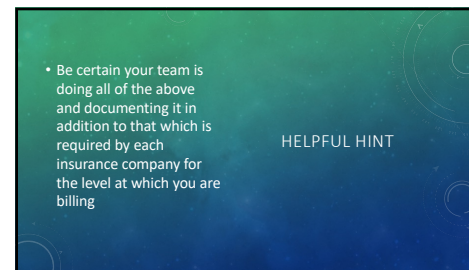 • Be certain your team is
doing all of the above
and documenting it in
addition to that which is
required by each
insurance company for
the level at which you are
billing
HELPFUL HINT